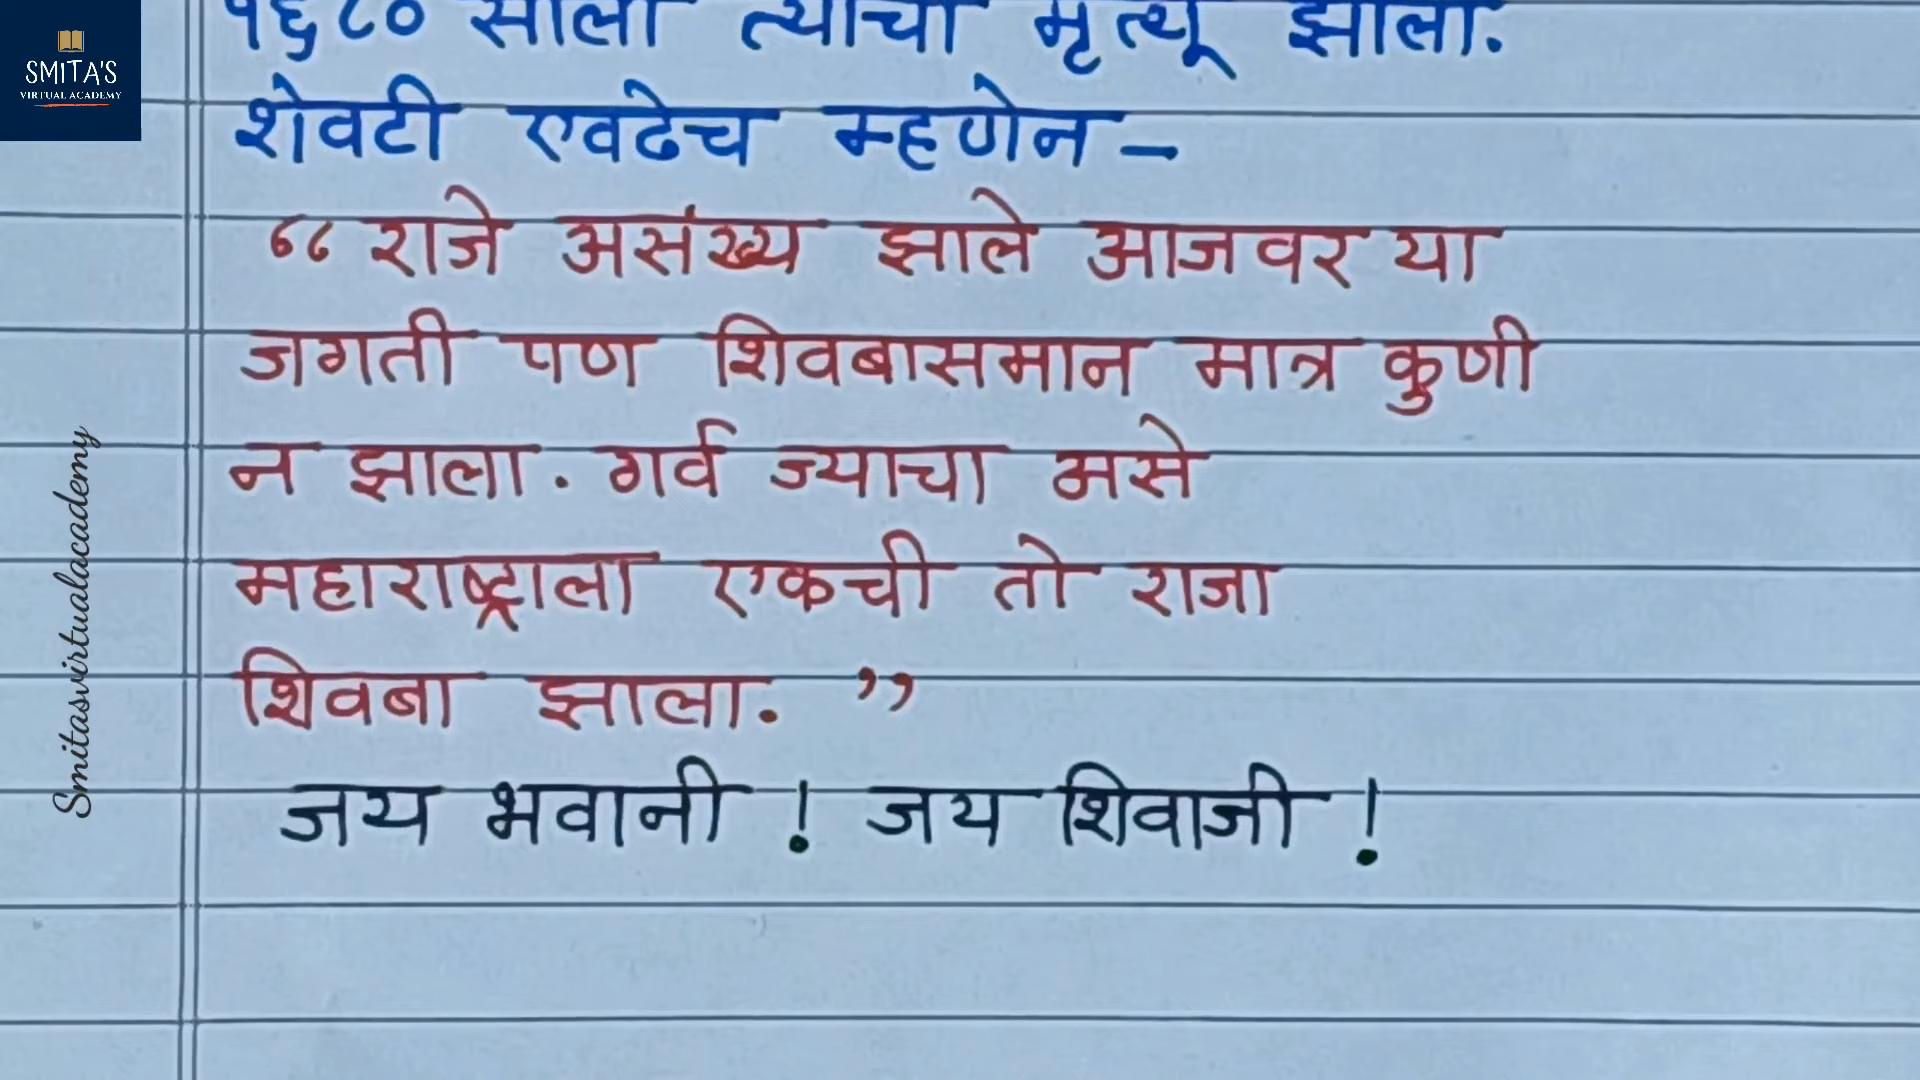 SMITA'S
VIRTUAL ACADEMY
१६८० साली त्यांचा मृत्यू झाला.
शेवटी एवढेच म्हणेन –
“राजे असंख्य झाले आजवर या
जगती पण शिवबासमान मात्र कुणी
न झाला. गर्व ज्याचा असे
महाराष्ट्राला एकची तो राजा
शिवबा झाला. ”
जय भवानी ! जय शिवाजी !
Smitasvirtualacademy